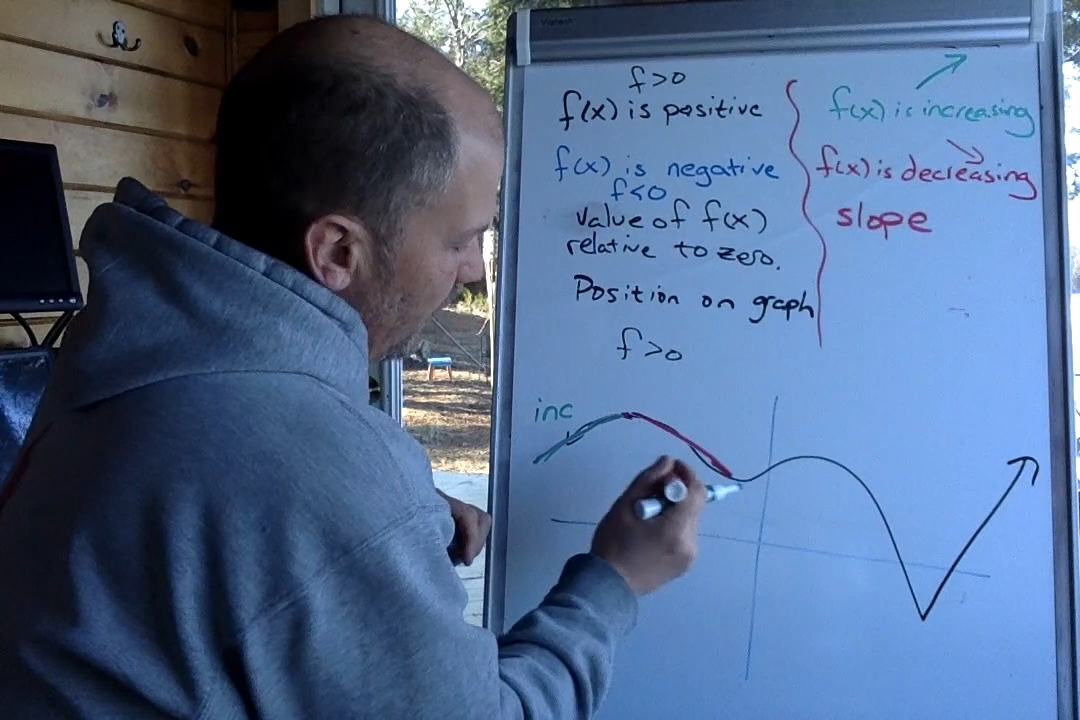 f>0
f(x) is positive
f(x) is negative
f<0
value of f(x)
relative to zero.
Position on graph
f>0
f(x) is increasing
f(x) is decreasing
slope
inc